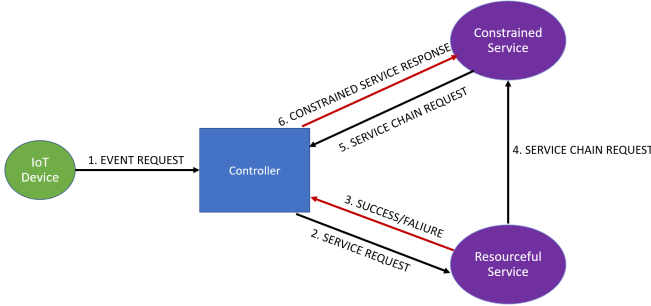 Constrained
Service
6. CONSTRAINED SERVICE RESPONSE
5. SERVICE CHAIN REQUEST
IoT
Device
1. EVENT REQUEST
Controller
4. SERVICE CHAIN REQUEST
3. SUCCESS/FALIURE
2. SERVICE REQUEST
Resourceful
Service